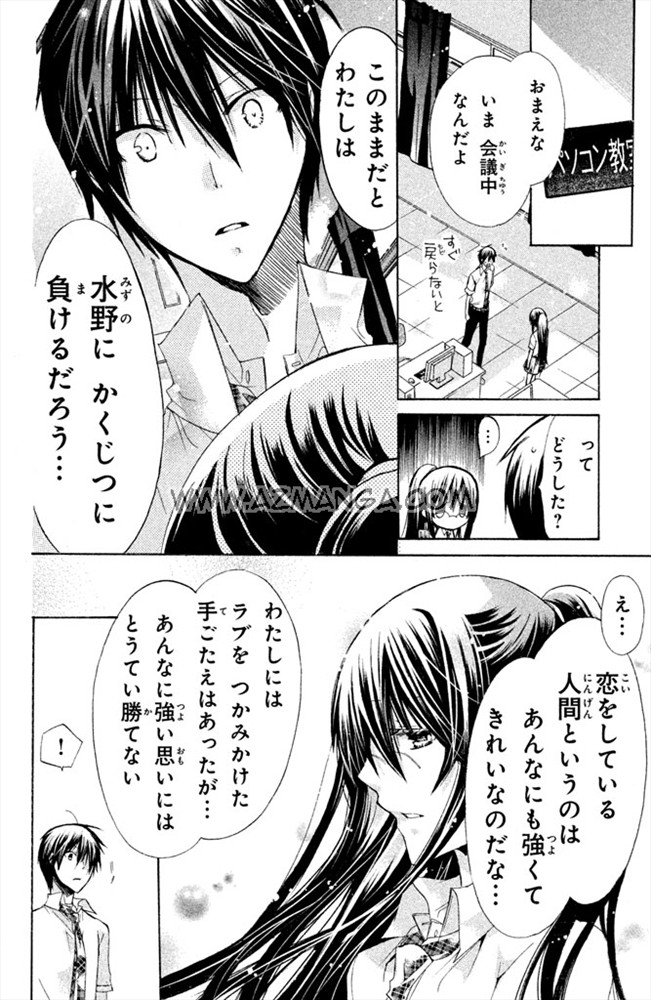 パソコン教室
おまえな
いま 会議中
なんだよ
すぐ
戻らないと
って
どうした?
…
このままだと
わたしは
水野に かくじつに
負けるだろう…
WWW.AZMANGA.COM
え…
恋をしている
人間というのは
あんなにも強くて
きれいなのだな…
わたしには
ラブを つかみかけた
手ごたえはあったが…
あんなに強い思いには
とうてい勝てない
!